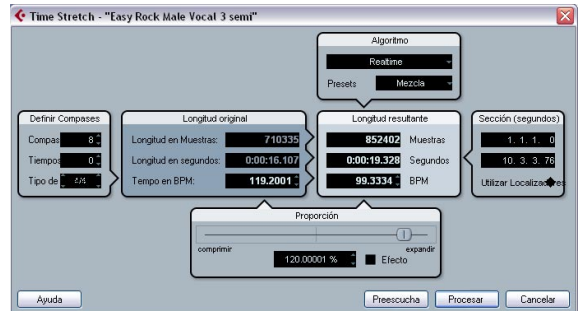 Time Stretch - "Easy Rock Male Vocal 3 semi"
Algoritmo
Realtime
Presets Mezcla
Definir Compases
Compas 8
Tiempos 0
Tipo de 4/4
Longitud original
Longitud en Muestras: 710335
Longitud en segundos: 0:00:16.107
Tempo en BPM: 119.2001
Longitud resultante
852402 Muestras
0:00:19.328 Segundos
99.3334 BPM
Sección (segundos)
1. 1. 1. 0
10. 3. 3. 76
Utilizar Localizadores
Proporción
comprimir expandir
120.00001 % Efecto
Ayuda Preescucha Procesar Cancelar